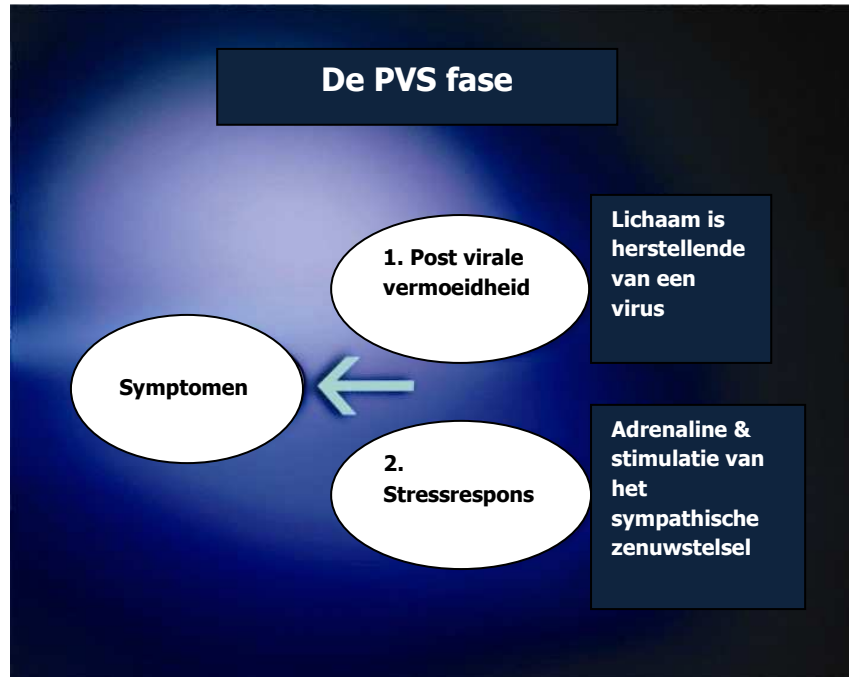 De PVS fase
1. Post virale
vermoeidheid
Lichaam is
herstellende
van een
virus
Symptomen
2.
Stressrespons
Adrenaline &
stimulatie van
het
sympathische
zenuwstelsel